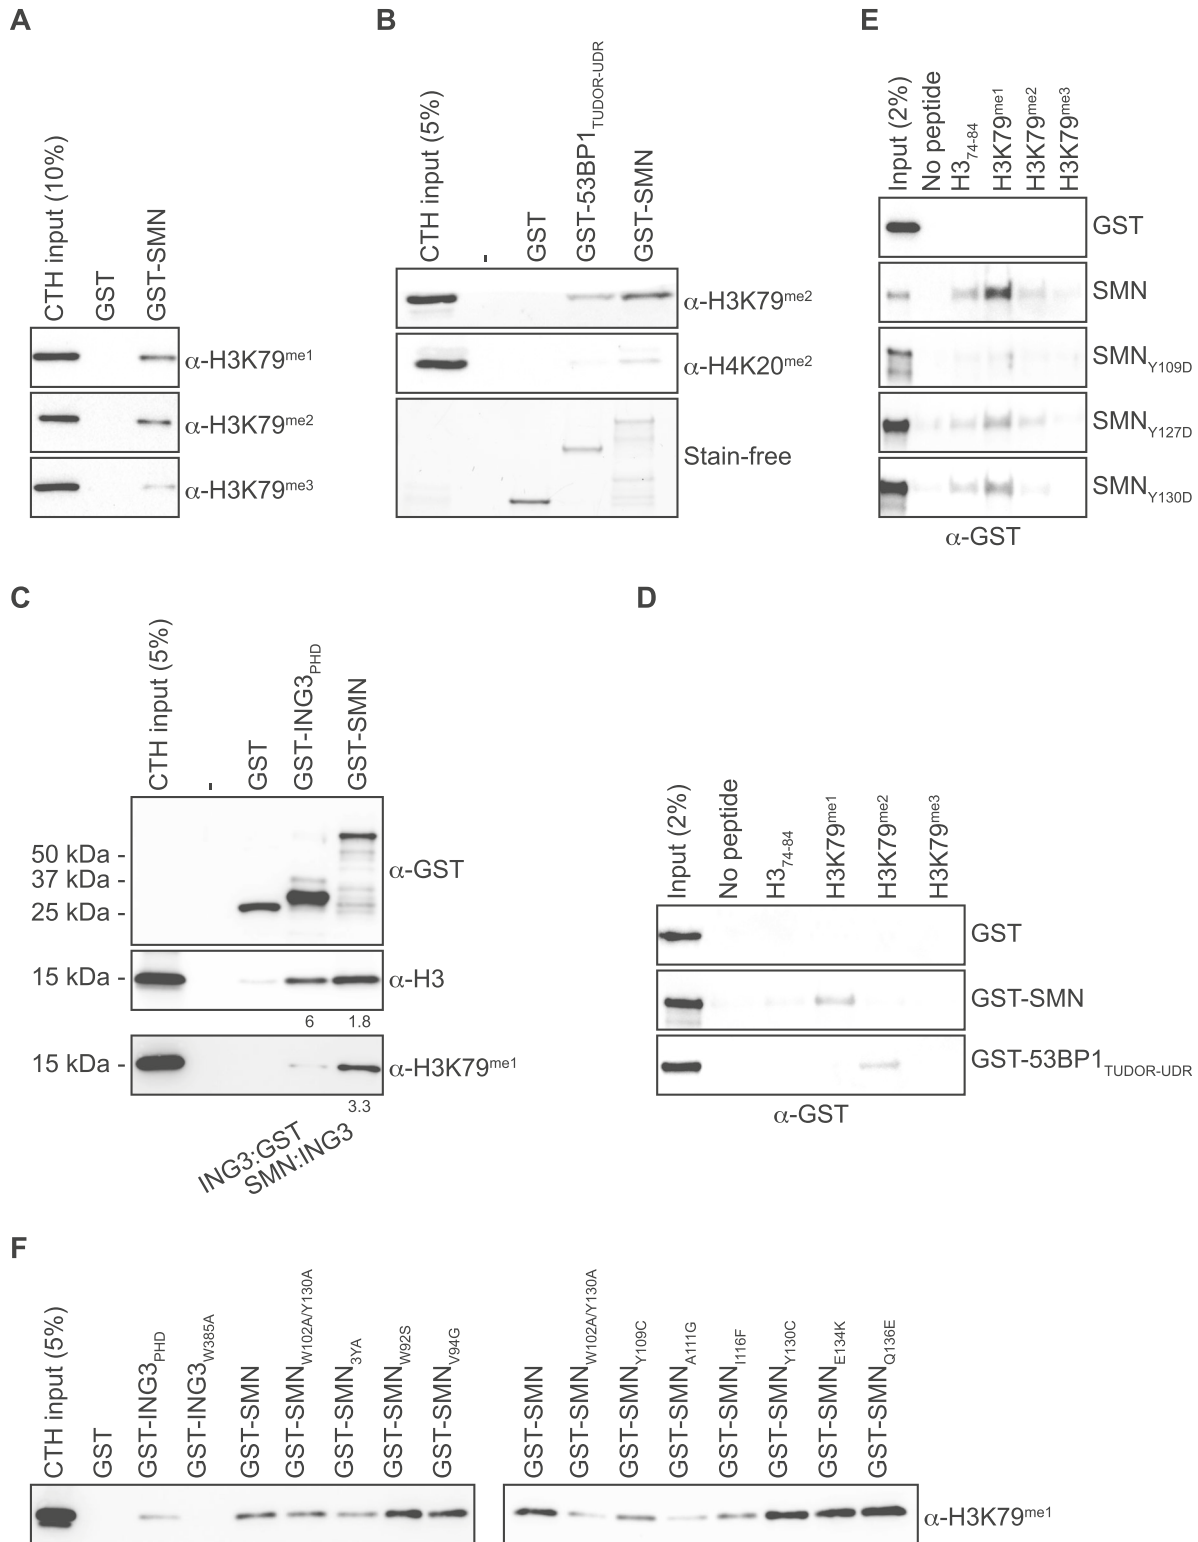 A
CTH input (10%)
GST
GST-SMN
α-H3K79me1
α-H3K79me2
α-H3K79me3
B
CTH input (5%)
-
GST
GST-53BP1TUDOR-UDR
GST-SMN
α-H3K79me2
α-H4K20me2
Stain-free
E
Input (2%)
No peptide
H374-84
H3K79me1
H3K79me2
H3K79me3
GST
SMN
SMNY109D
SMNY127D
SMNY130D
α-GST
C
CTH input (5%)
-
GST
GST-ING3PHD
GST-SMN
50 kDa -
37 kDa -
25 kDa -
α-GST
15 kDa -
α-H3
6 1.8
15 kDa -
α-H3K79me1
3.3
ING3:GST
SMN:ING3
D
Input (2%)
No peptide
H374-84
H3K79me1
H3K79me2
H3K79me3
GST
GST-SMN
GST-53BP1TUDOR-UDR
α-GST
F
CTH input (5%)
GST
GST-ING3PHD
GST-ING3W385A
GST-SMN
GST-SMNW102A/Y130A
GST-SMN3YA
GST-SMNW92S
GST-SMNV94G
GST-SMN
GST-SMNW102A/Y130A
GST-SMNY109C
GST-SMNA111G
GST-SMNI116F
GST-SMNY130C
GST-SMNE134K
GST-SMNQ136E
α-H3K79me1